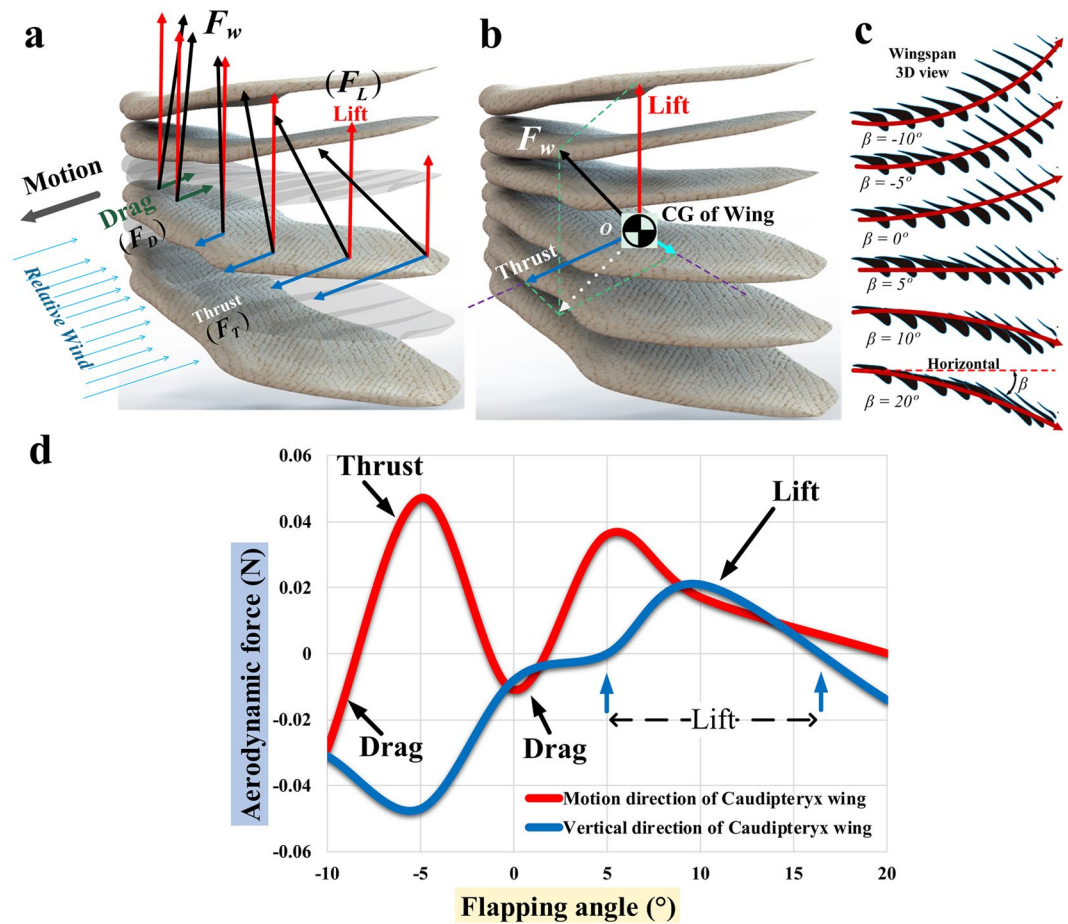 a
F_w
(F_L)
Lift
Motion
Drag
(F_D)
Relative Wind
Thrust
(F_T)
b
Lift
F_w
CG of Wing
O
Thrust
c
Wingspan
3D view
β = -10°
β = -5°
β = 0°
β = 5°
β = 10°
Horizontal
β
β = 20°
d
0.06
0.04
0.02
0
-0.02
-0.04
-0.06
Aerodynamic force (N)
Thrust
Lift
Drag
Drag
Lift
Motion direction of Caudipteryx wing
Vertical direction of Caudipteryx wing
-10
-5
0
5
10
15
20
Flapping angle (°)